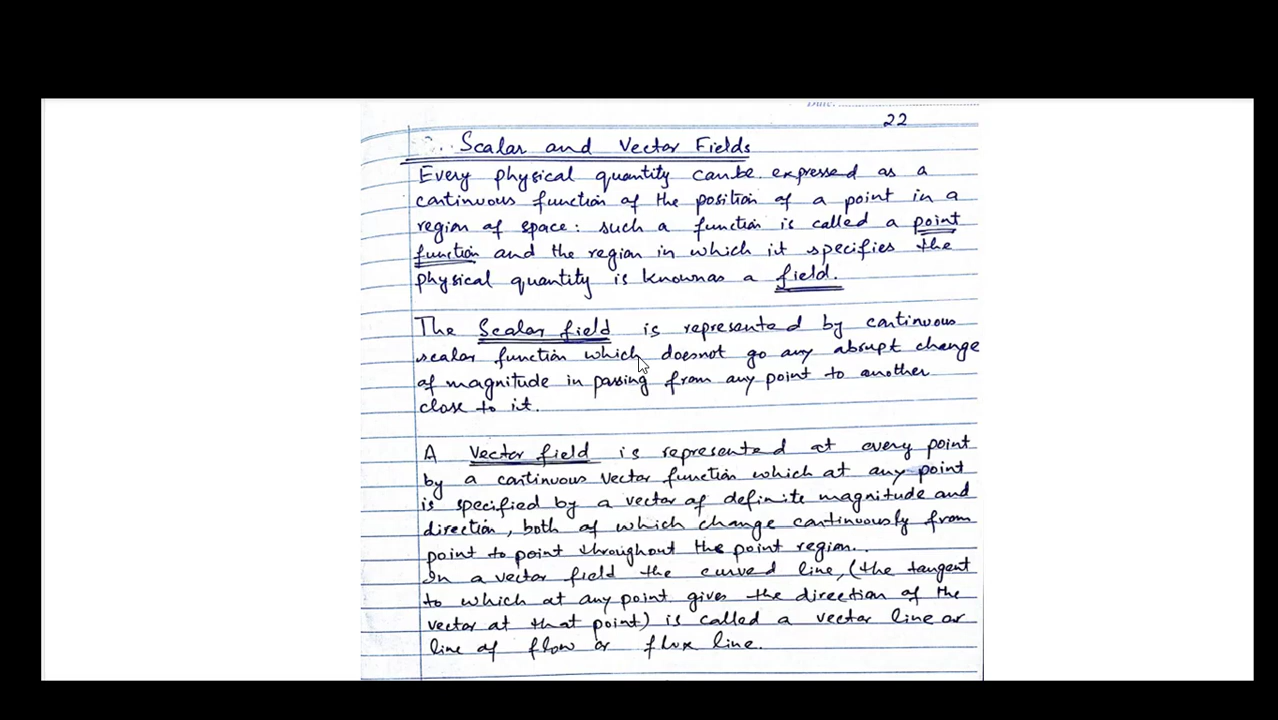 Date.
22
Scalar and Vector Fields
Every physical quantity can be expressed as a
continuous function of the position of a point in a
region of space: such a function is called a point
function and the region in which it specifies the
physical quantity is known as a field.
The Scalar field is represented by continuous
scalar function which doesnot go any abrupt change
of magnitude in passing from any point to another
close to it.
A Vector field is represented at every point
by a continuous vector function which at any point
is specified by a vector of definite magnitude and
direction, both of which change continuously from
point to point throughout the point region..
In a vector field the curved line, (the tangent
to which at any point gives the direction of the
vector at that point) is called a vector line or
line of flow or flux line.